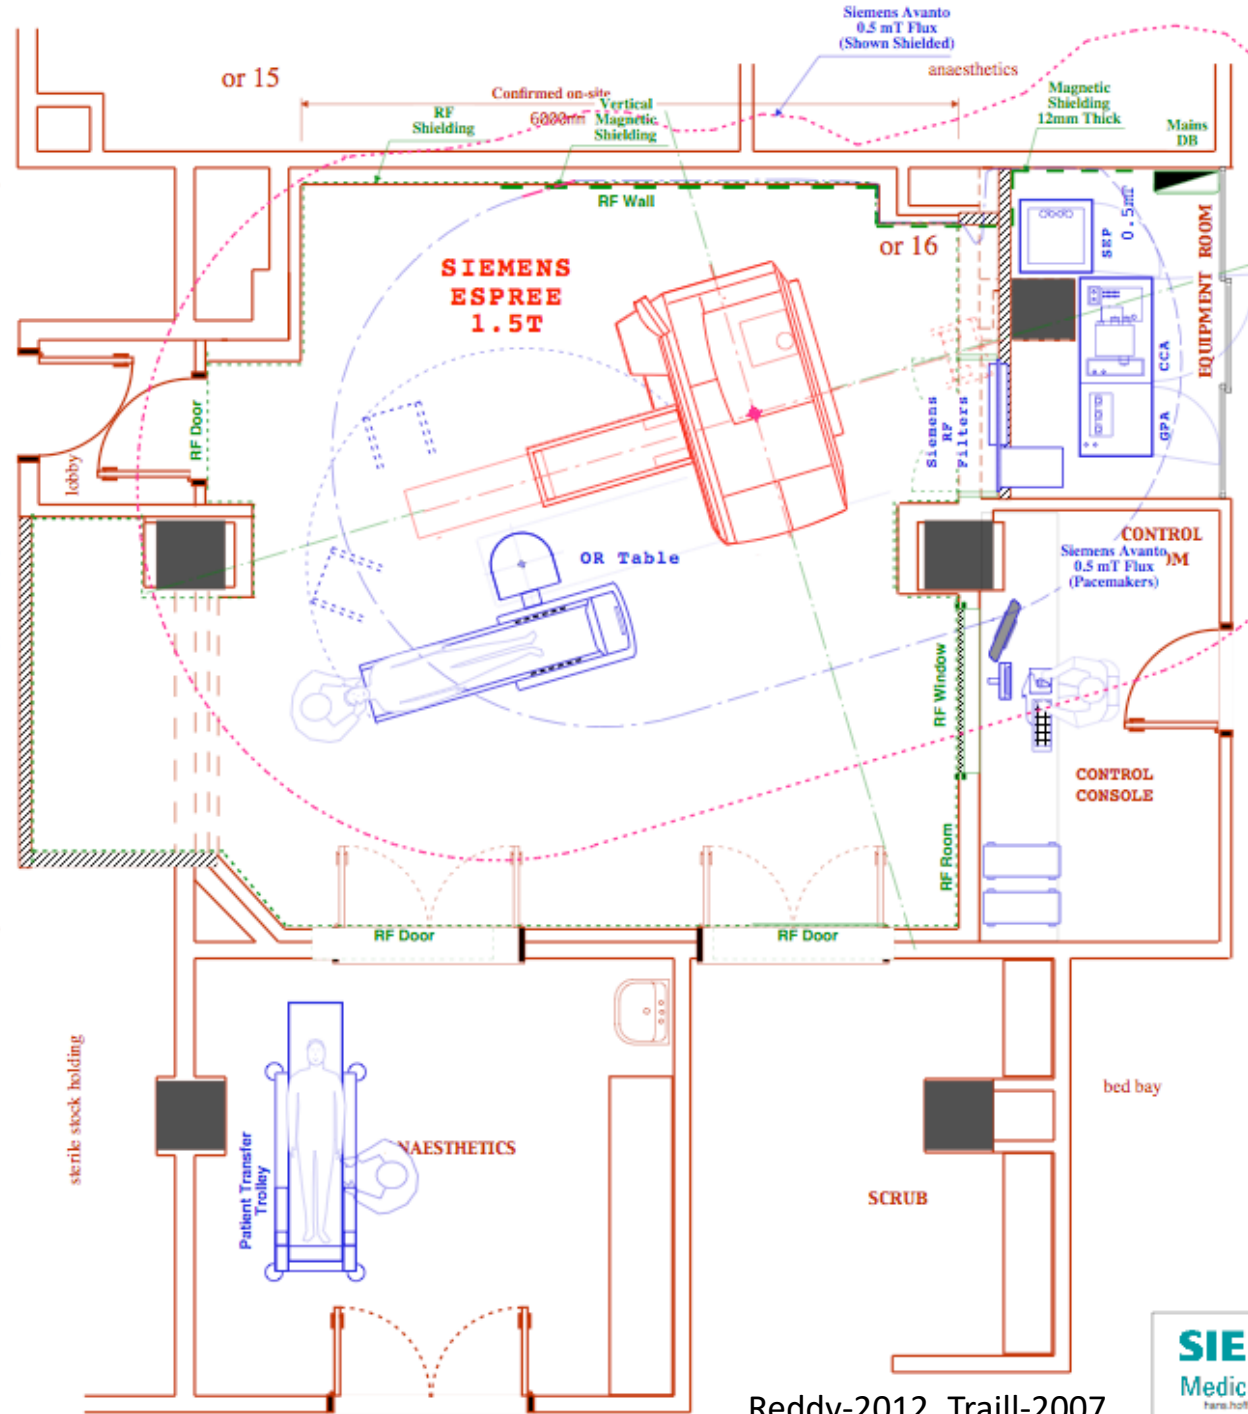 Siemens Avanto
0.5 mT Flux
(Shown Shielded)
or 15
anaesthetics
Confirmed on-site
6000mm
RF
Shielding
Vertical
Magnetic
Shielding
Magnetic
Shielding
12mm Thick
Mains
DB
RF Wall
or 16
SIEMENS
ESPREE
1.5T
SEP
0.5mT
EQUIPMENT ROOM
CCA
GPA
Siemens
RF
Filters
RF Door
lobby
OR Table
CONTROL
OM
Siemens Avanto
0.5 mT Flux
(Pacemakers)
RF Window
CONTROL
CONSOLE
RF Room
RF Door
RF Door
sterile stock holding
Patient Transfer
Trolley
NAESTHETICS
SCRUB
bed bay
Reddy-2012, Traill-2007
SIE
Medic